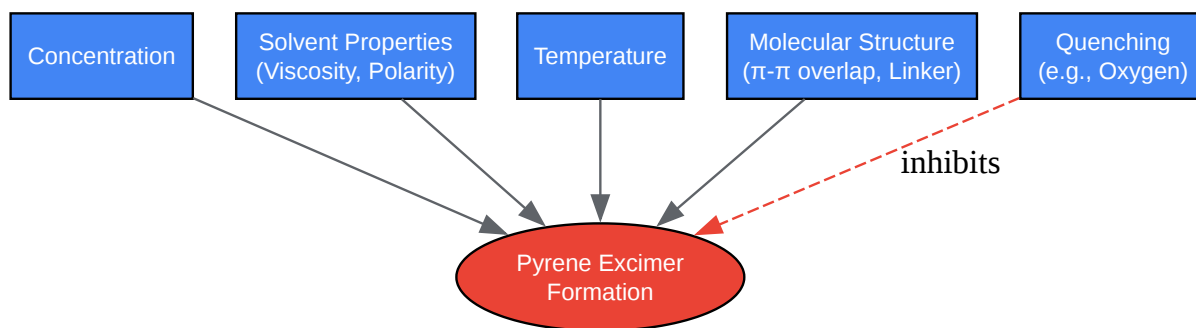 Concentration
Solvent Properties
(Viscosity, Polarity)
Temperature
Molecular Structure
(π-π overlap, Linker)
Quenching
(e.g., Oxygen)
inhibits
Pyrene Excimer
Formation